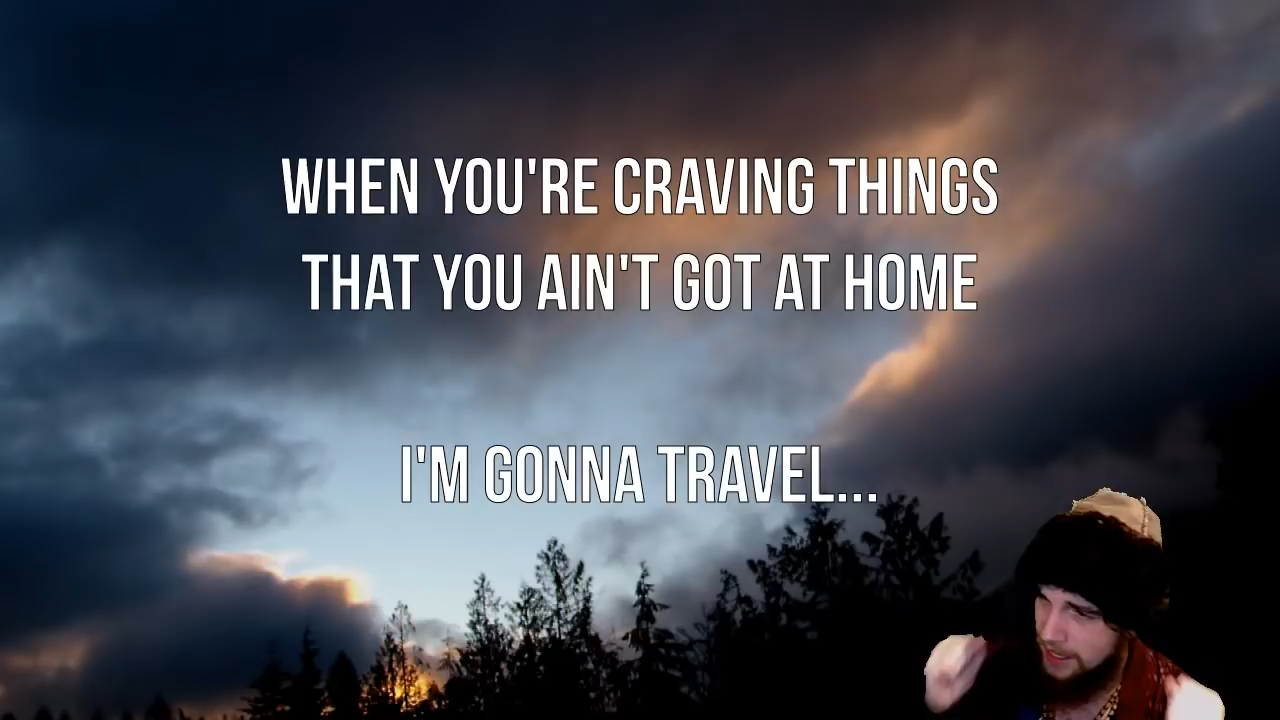 WHEN YOU'RE CRAVING THINGS
THAT YOU AIN'T GOT AT HOME
I'M GONNA TRAVEL...